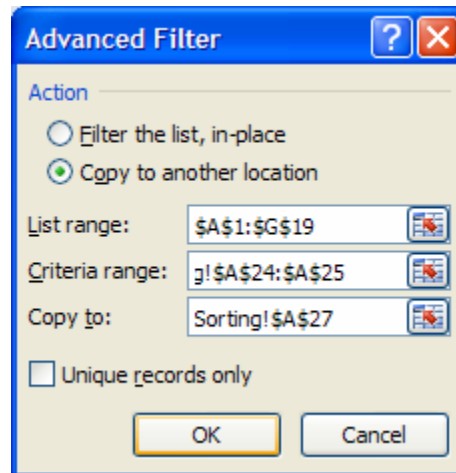 Advanced Filter ?
Action
Filter the list, in-place
Copy to another location
List range: $A$1:$G$19
Criteria range: g!$A$24:$A$25
Copy to: Sorting!$A$27
Unique records only
OK Cancel